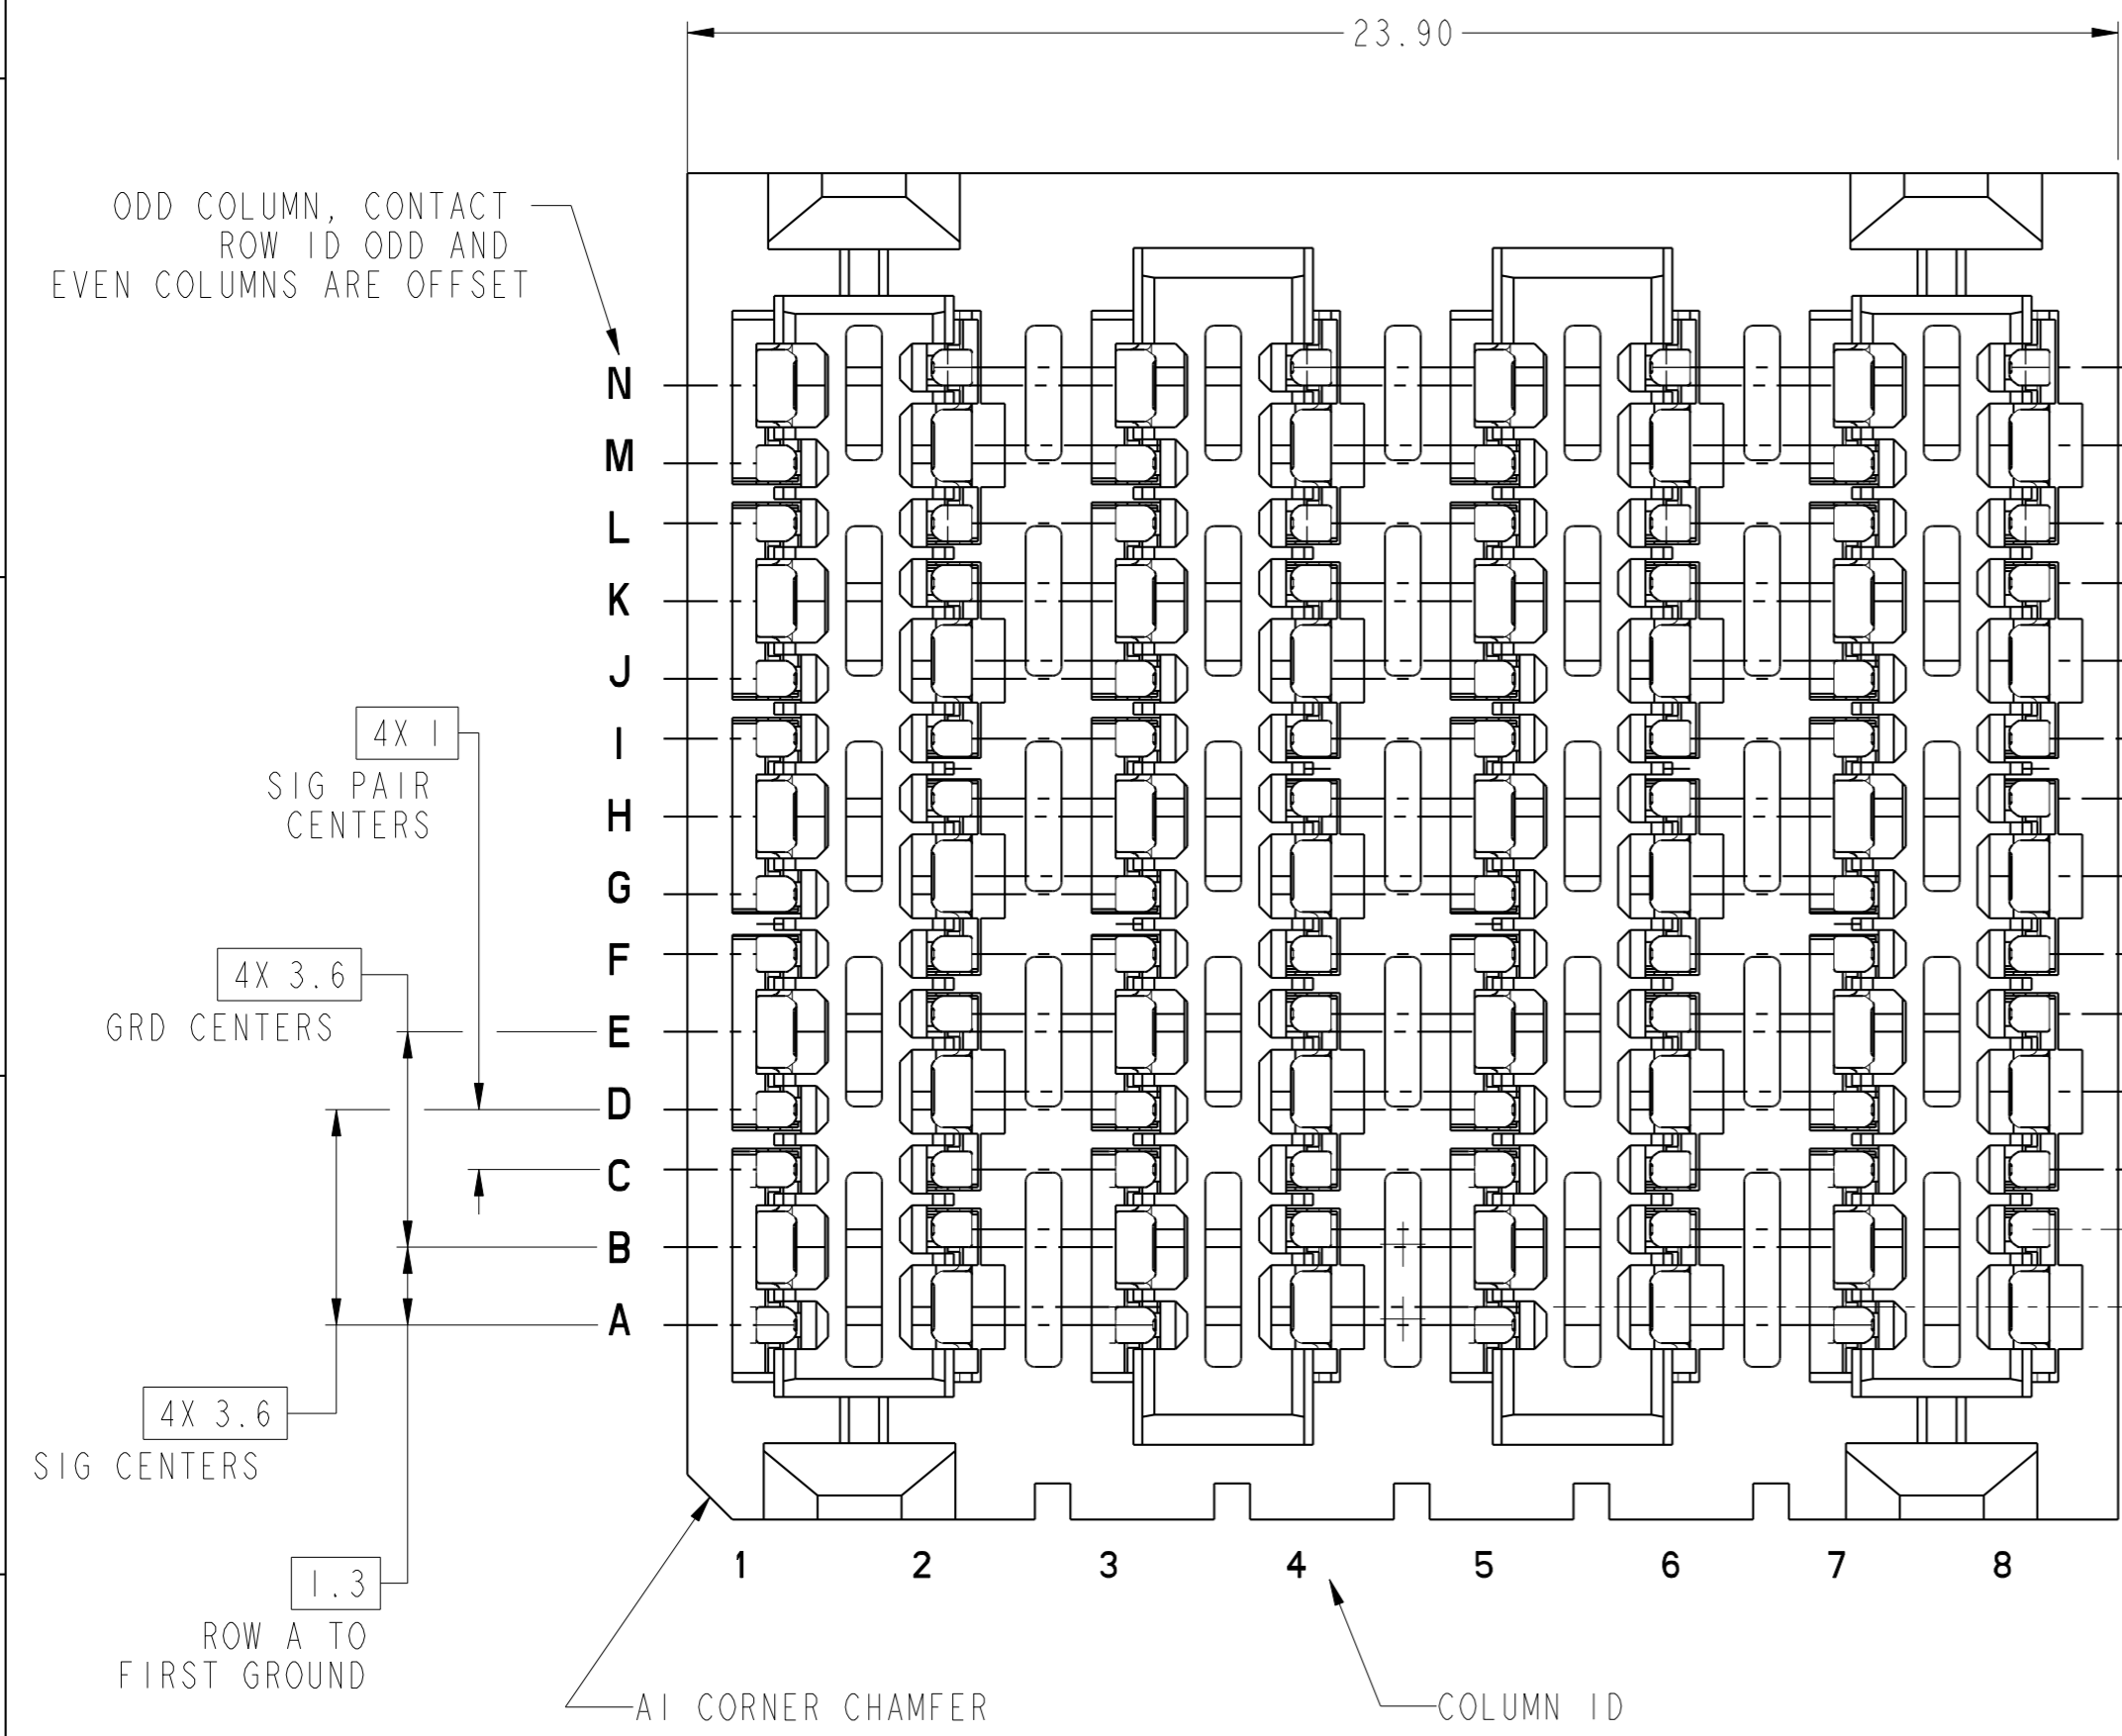 23.90
ODD COLUMN, CONTACT
ROW ID ODD AND
EVEN COLUMNS ARE OFFSET
N
M
L
K
J
I
H
G
F
E
D
C
B
A
4X 1
SIG PAIR
CENTERS
4X 3.6
GRD CENTERS
4X 3.6
SIG CENTERS
1.3
ROW A TO
FIRST GROUND
1 2 3 4 5 6 7 8
A1 CORNER CHAMFER
COLUMN ID